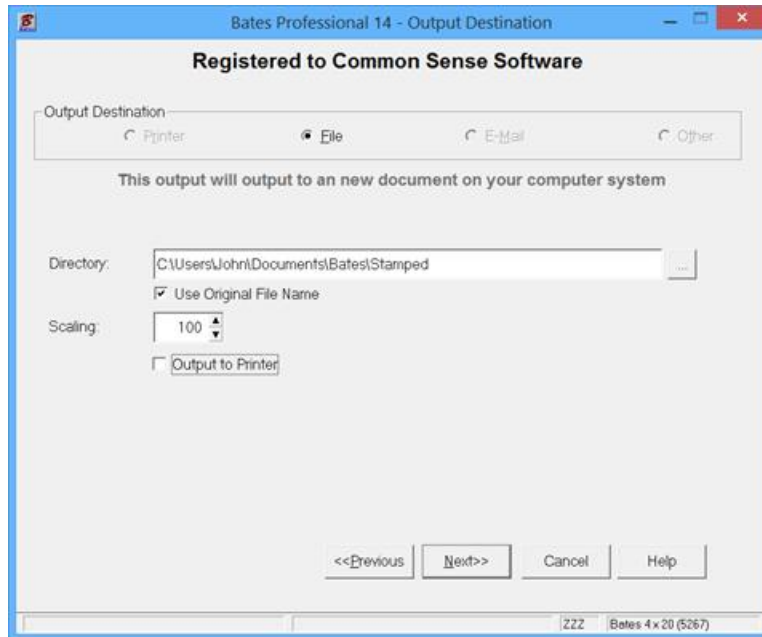 Bates Professional 14 - Output Destination
Registered to Common Sense Software
Output Destination
Printer File E-Mail Other
This output will output to an new document on your computer system
Directory: C:\Users\John\Documents\Bates\Stamped ...
Use Original File Name
Scaling: 100
Output to Printer
<<Previous Next>> Cancel Help
ZZZ Bates 4 x 20 (5267)